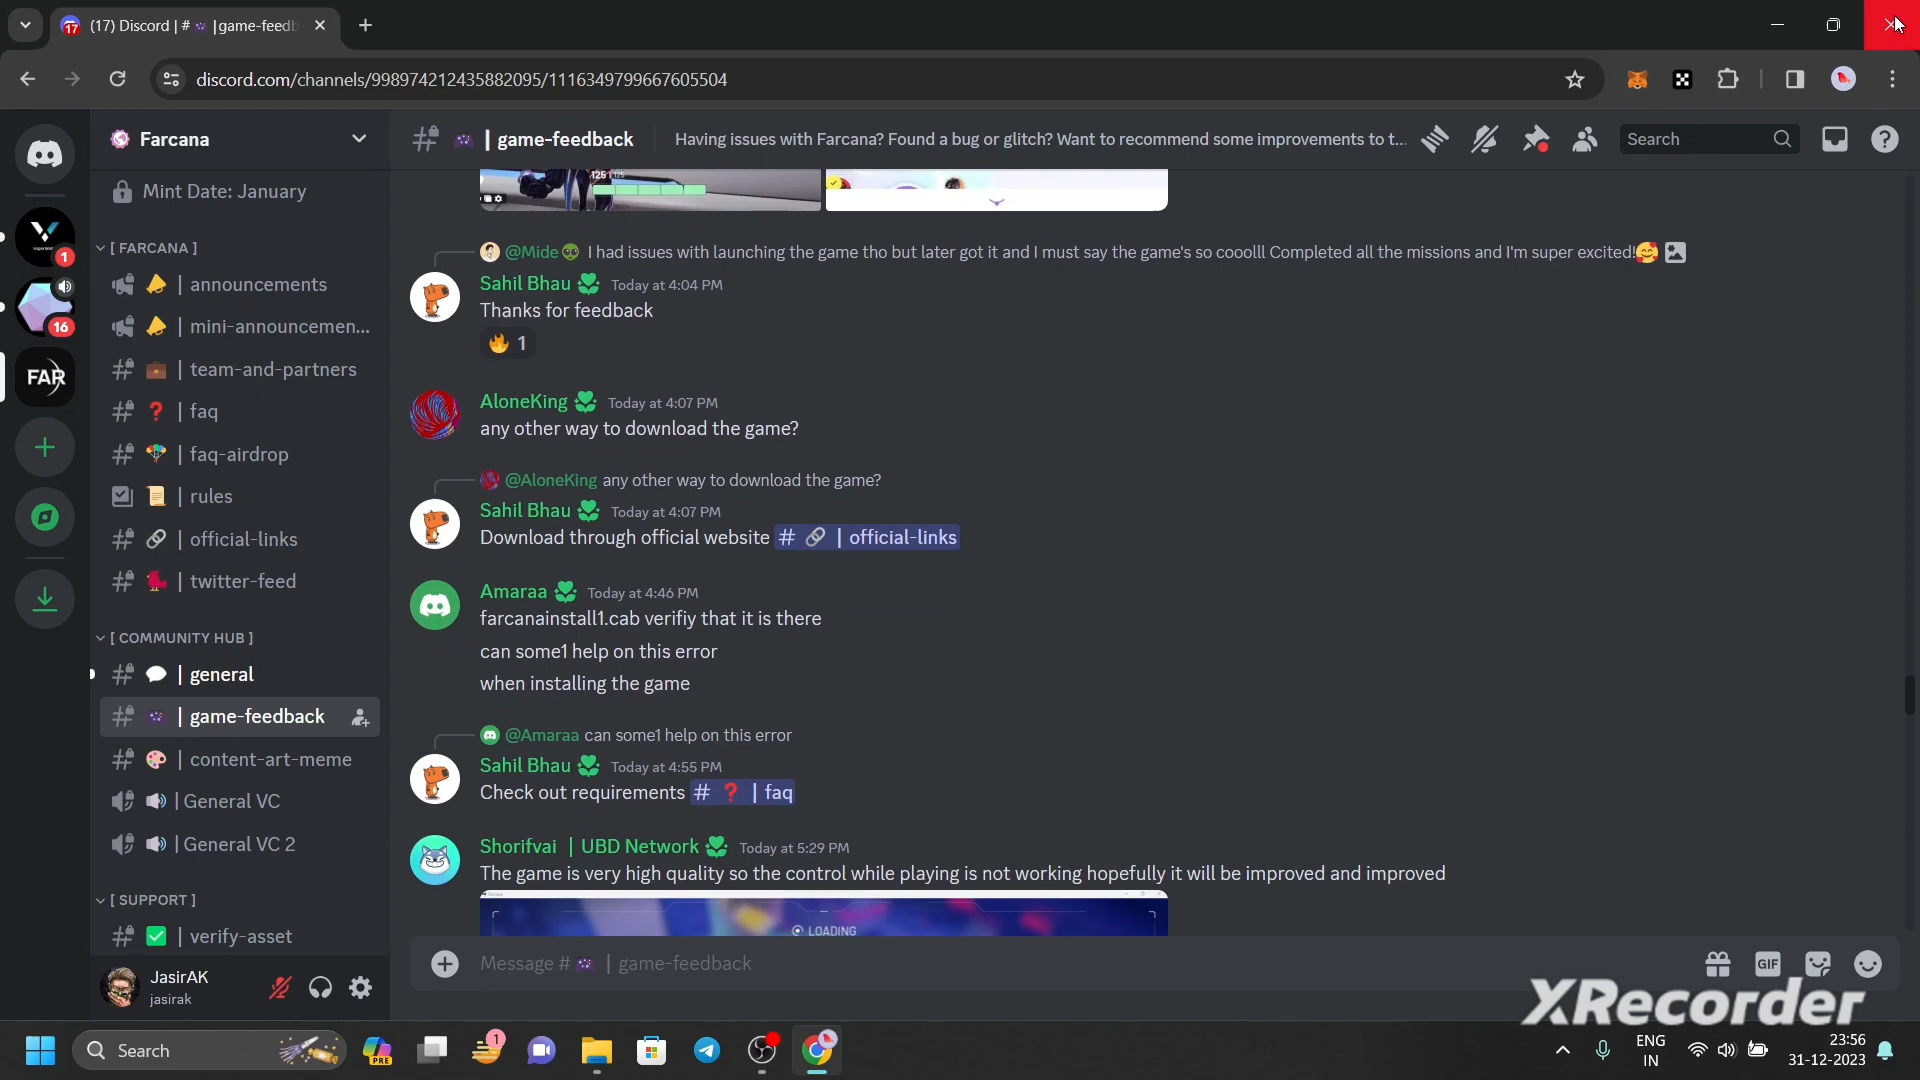 (17) Discord | # | game-feedb
discord.com/channels/998974212435882095/1116349799667605504
Farcana
| game-feedback
Having issues with Farcana? Found a bug or glitch? Want to recommend some improvements to t...
Search
Mint Date: January
[ FARCANA ]
| announcements
| mini-announcemen...
| team-and-partners
| faq
| faq-airdrop
| rules
| official-links
| twitter-feed
[ COMMUNITY HUB ]
| general
| game-feedback
| content-art-meme
| General VC
| General VC 2
[ SUPPORT ]
| verify-asset
JasirAK
jasirak
1
16
FAR
125 | 125
@Mide I had issues with launching the game tho but later got it and I must say the game's so cooolll Completed all the missions and I'm super excited!
Sahil Bhau Today at 4:04 PM
Thanks for feedback
1
AloneKing Today at 4:07 PM
any other way to download the game?
@AloneKing any other way to download the game?
Sahil Bhau Today at 4:07 PM
Download through official website # | official-links
Amaraa Today at 4:46 PM
farcanainstall1.cab verifiy that it is there
can some1 help on this error
when installing the game
@Amaraa can some1 help on this error
Sahil Bhau Today at 4:55 PM
Check out requirements # | faq
Shorifvai | UBD Network Today at 5:29 PM
The game is very high quality so the control while playing is not working hopefully it will be improved and improved
LOADING
Message # | game-feedback
GIF
XRecorder
Search
PRE
1
ENG
IN
23:56
31-12-2023